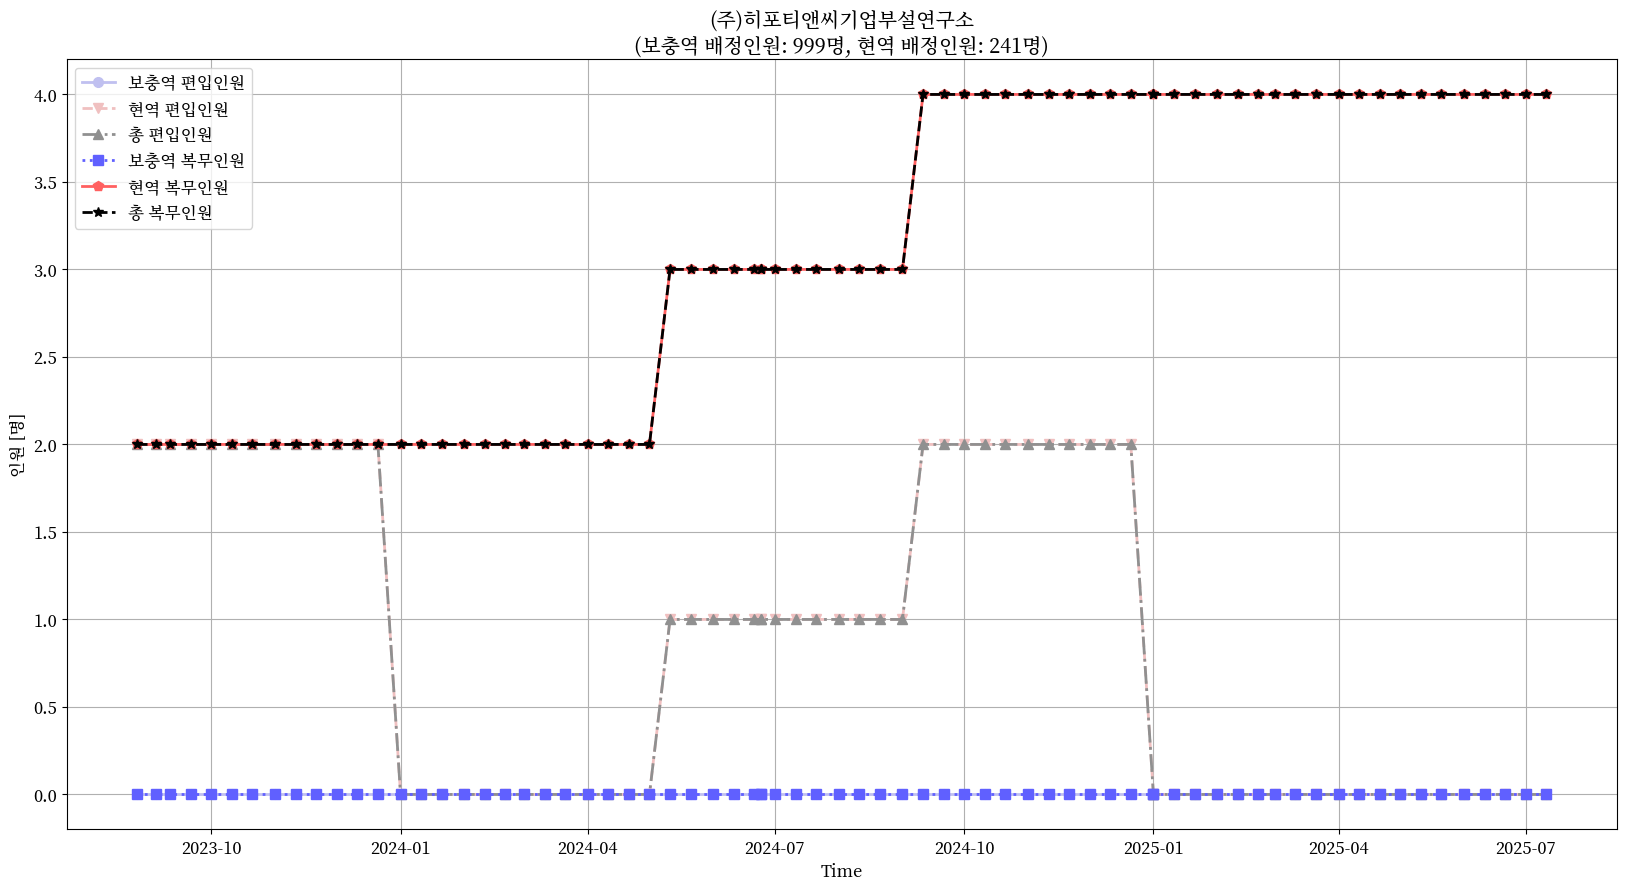 (주)히포티앤씨기업부설연구소
(보충역 배정인원: 999명, 현역 배정인원: 241명)
보충역 편입인원
현역 편입인원
총 편입인원
보충역 복무인원
현역 복무인원
총 복무인원
인원 [명]
4.0
3.5
3.0
2.5
2.0
1.5
1.0
0.5
0.0
2023-10
2024-01
2024-04
2024-07
2024-10
2025-01
2025-04
2025-07
Time